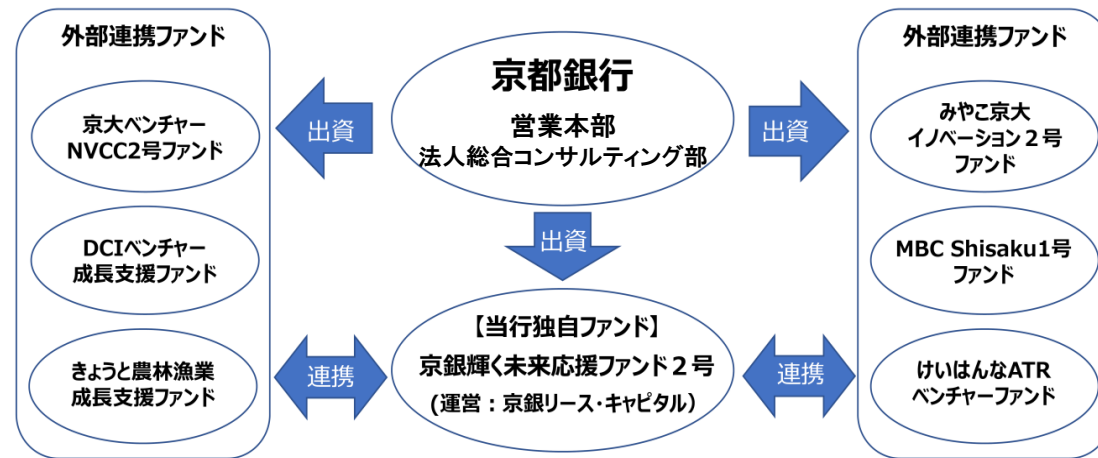 外部連携ファンド
京大ベンチャー
NVCC2号ファンド
DCIベンチャー
成長支援ファンド
きょうと農林漁業
成長支援ファンド
出資
京都銀行
営業本部
法人総合コンサルティング部
出資
出資
連携
【当行独自ファンド】
京銀輝く未来応援ファンド２号
(運営：京銀リース・キャピタル）
連携
外部連携ファンド
みやこ京大
イノベーション２号
ファンド
MBC Shisaku1号
ファンド
けいはんなATR
ベンチャーファンド